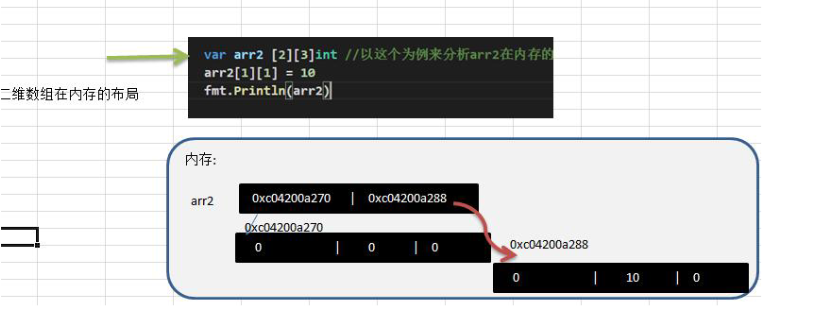 var arr2 [2][3]int //以这个为例来分析arr2在内存的
arr2[1][1] = 10
fmt.Println(arr2)
二维数组在内存的布局
内存:
arr2
0xc04200a270 | 0xc04200a288
0xc04200a270
0 | 0 | 0
0xc04200a288
0 | 10 | 0